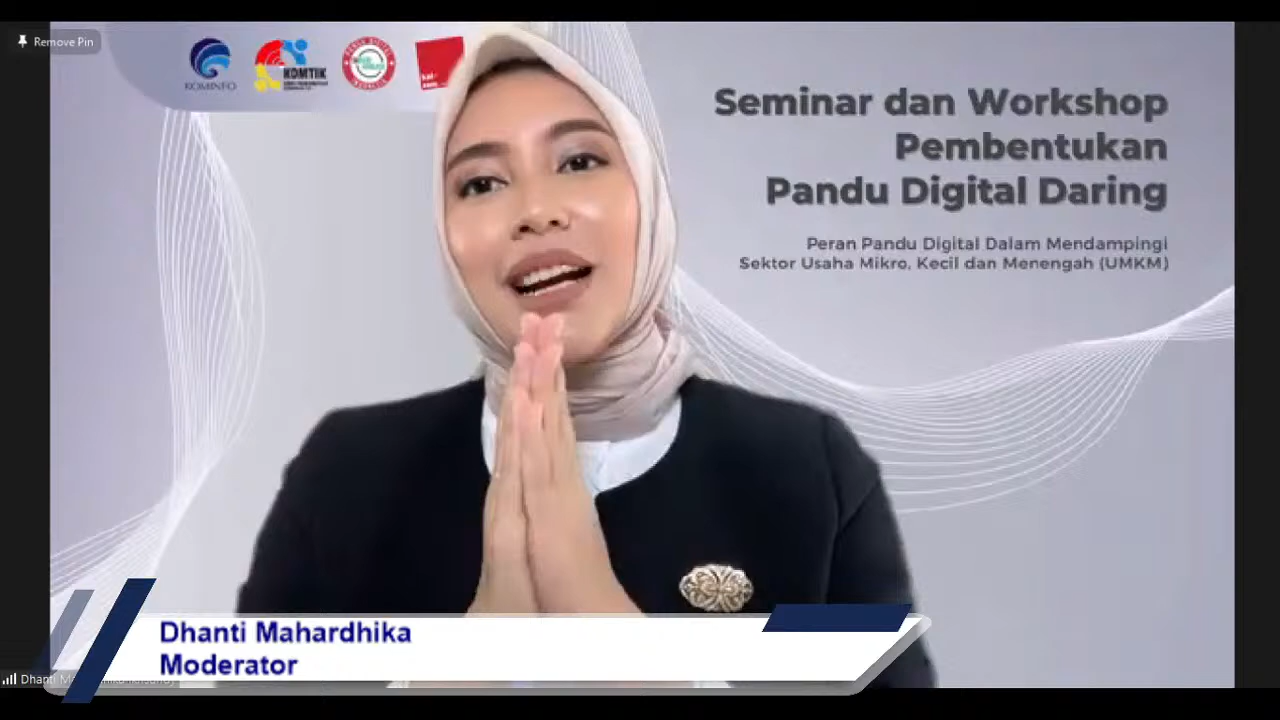 Remove Pin
KOMINFO
KOMTIK
Seminar dan Workshop
Pembentukan
Pandu Digital Daring
Peran Pandu Digital Dalam Mendampingi
Sektor Usaha Mikro, Kecil dan Menengah (UMKM)
Dhanti Mahardhika
Moderator